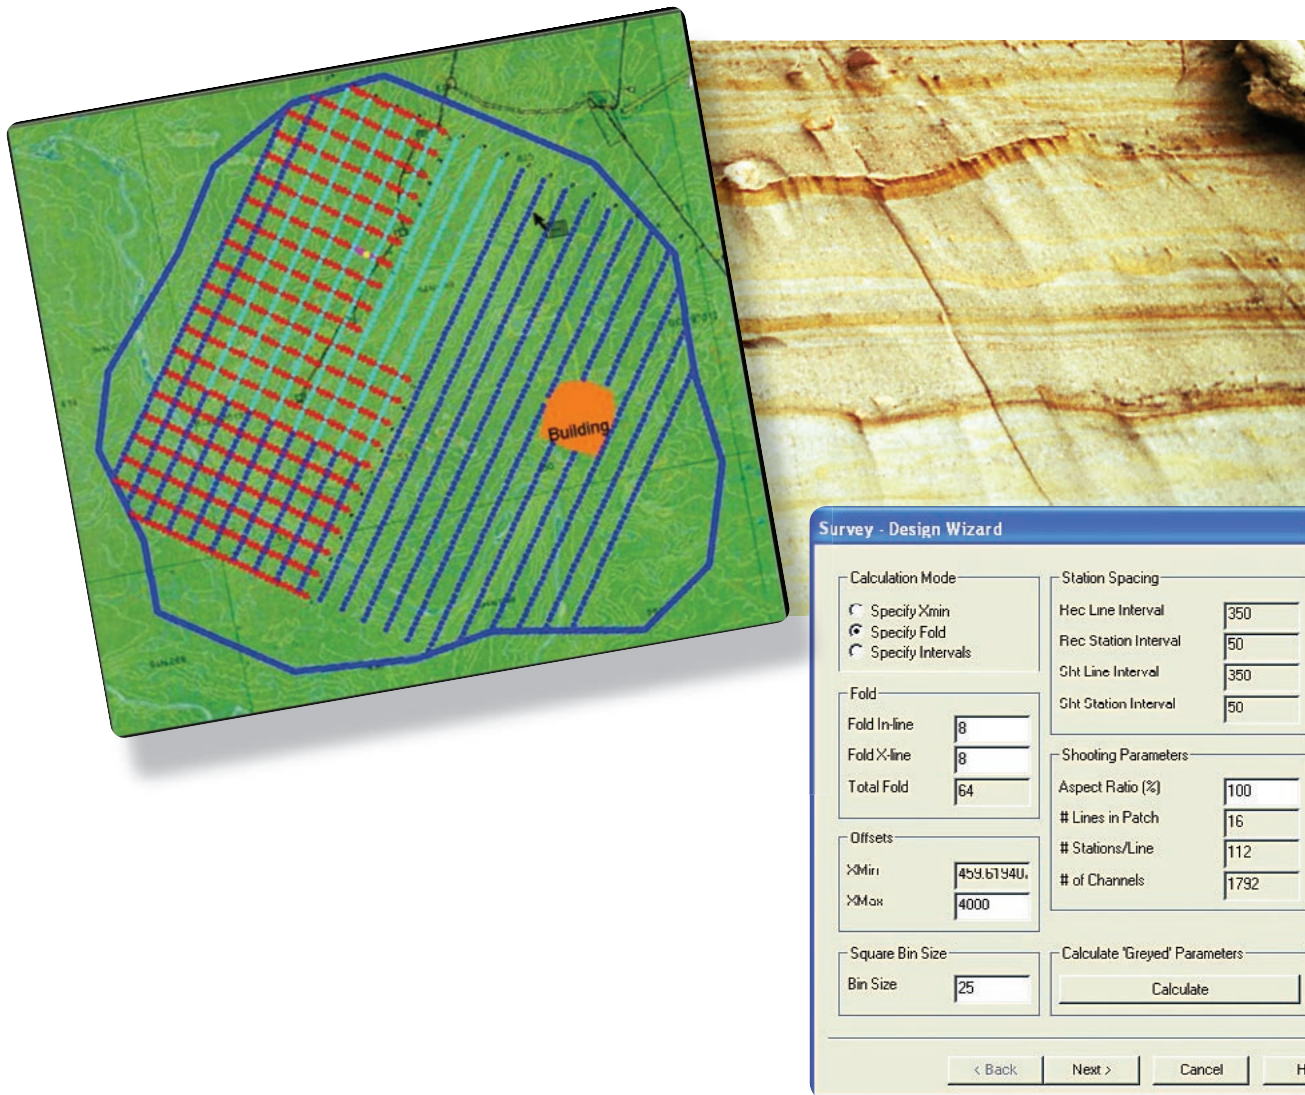 Building
Survey - Design Wizard
Calculation Mode
Specify Xmin
Specify Fold
Specify Intervals
Fold
Fold In-line 8
Fold X-line 8
Total Fold 64
Offsets
XMin 459.61940
XMax 4000
Square Bin Size
Bin Size 25
Station Spacing
Rec Line Interval 350
Rec Station Interval 50
Sht Line Interval 350
Sht Station Interval 50
Shooting Parameters
Aspect Ratio (%) 100
# Lines in Patch 16
# Stations/Line 112
# of Channels 1792
Calculate 'Greyed' Parameters
Calculate
< Back Next > Cancel H